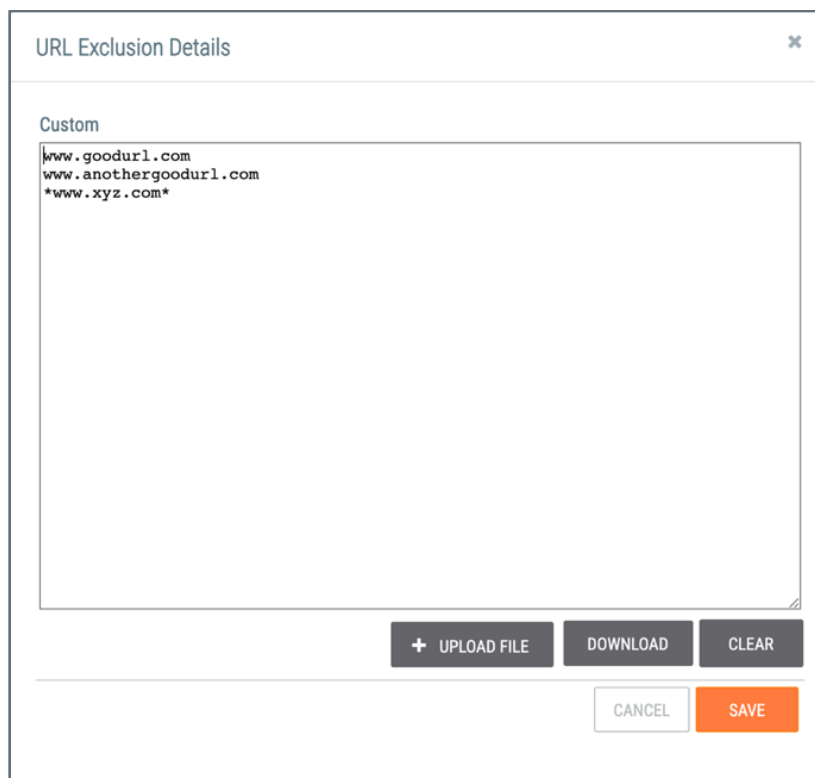 URL Exclusion Details
Custom
www.goodurl.com
www.anothergoodurl.com
*www.xyz.com*
+ UPLOAD FILE DOWNLOAD CLEAR
CANCEL SAVE